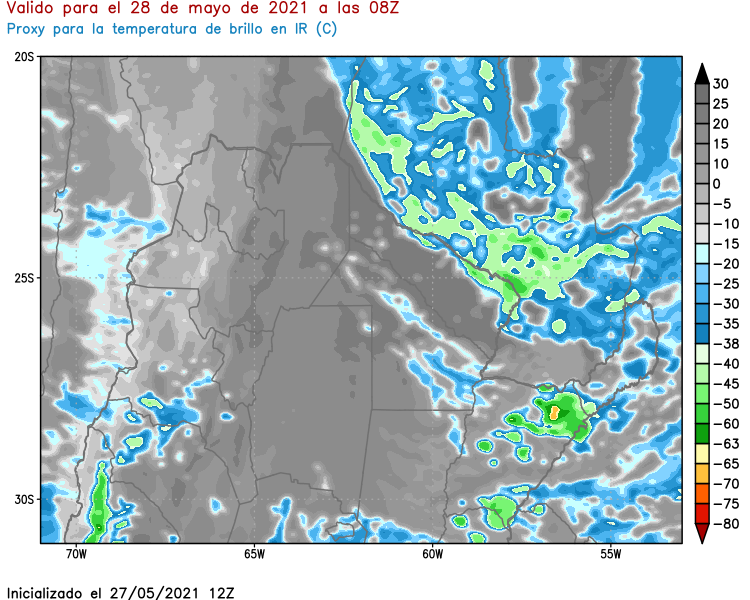 Valido para el 28 de mayo de 2021 a las 08Z
Proxy para la temperatura de brillo en IR (C)
20S
25S
30S
70W
65W
60W
55W
30
25
20
15
10
0
−5
−10
−15
−25
−30
−35
−38
−40
−45
−50
−60
−63
−65
−70
−75
−80
Inicializado el 27/05/2021 12Z